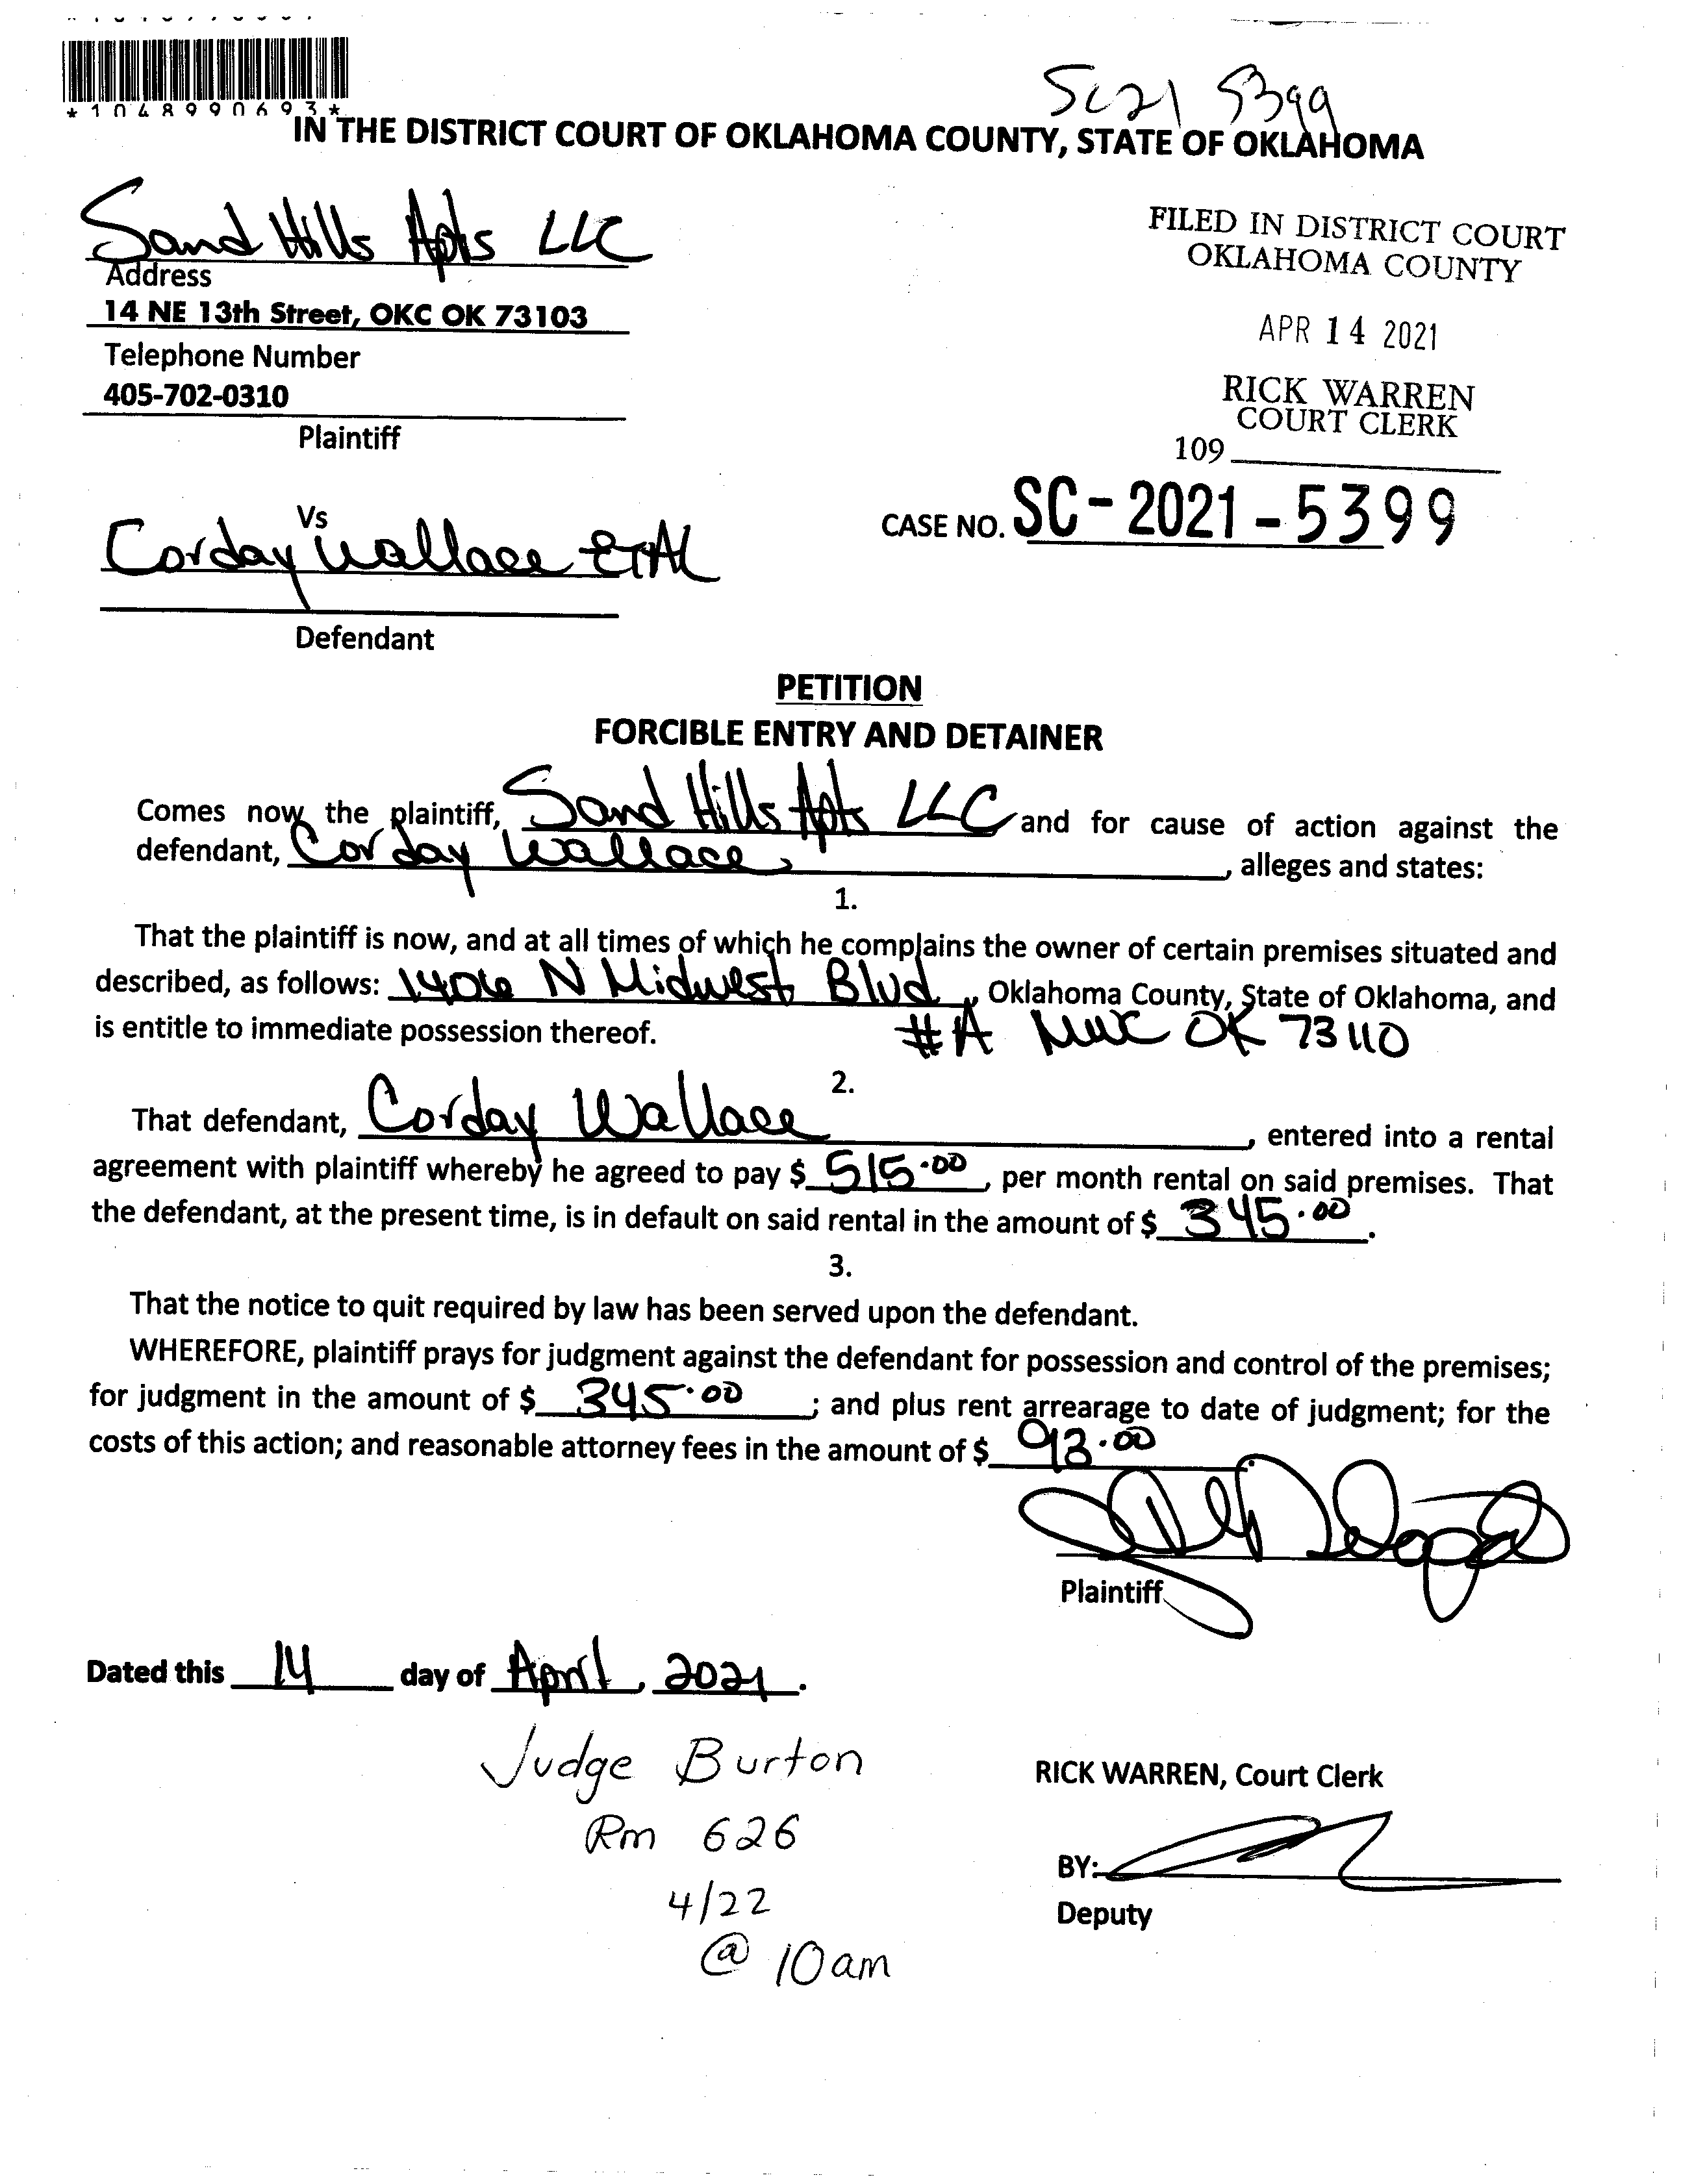 *1048990693*
SC21 5399
IN THE DISTRICT COURT OF OKLAHOMA COUNTY, STATE OF OKLAHOMA
Sand Hills Apts LLC
Address
14 NE 13th Street, OKC OK 73103
Telephone Number
405-702-0310
Plaintiff
FILED IN DISTRICT COURT
OKLAHOMA COUNTY
APR 14 2021
RICK WARREN
COURT CLERK
109
CASE NO. SC-2021-5399
Vs
Corday Wallace ETAL
Defendant
PETITION
FORCIBLE ENTRY AND DETAINER
Comes now the plaintiff, Sand Hills Apts LLC and for cause of action against the
defendant, Corday Wallace, , alleges and states:
1.
That the plaintiff is now, and at all times of which he complains the owner of certain premises situated and
described, as follows: 1406 N Midwest Blvd , Oklahoma County, State of Oklahoma, and
is entitle to immediate possession thereof. #A MWC OK 73110
2.
That defendant, Corday Wallace , entered into a rental
agreement with plaintiff whereby he agreed to pay $ 515.00 , per month rental on said premises. That
the defendant, at the present time, is in default on said rental in the amount of $ 345.00 .
3.
That the notice to quit required by law has been served upon the defendant.
WHEREFORE, plaintiff prays for judgment against the defendant for possession and control of the premises;
for judgment in the amount of $ 345.00 ; and plus rent arrearage to date of judgment; for the
costs of this action; and reasonable attorney fees in the amount of $ 93.00 .
Plaintiff
Dated this 14 day of April, 2021.
Judge Burton
Rm 626
4/22
@ 10am
RICK WARREN, Court Clerk
BY:
Deputy